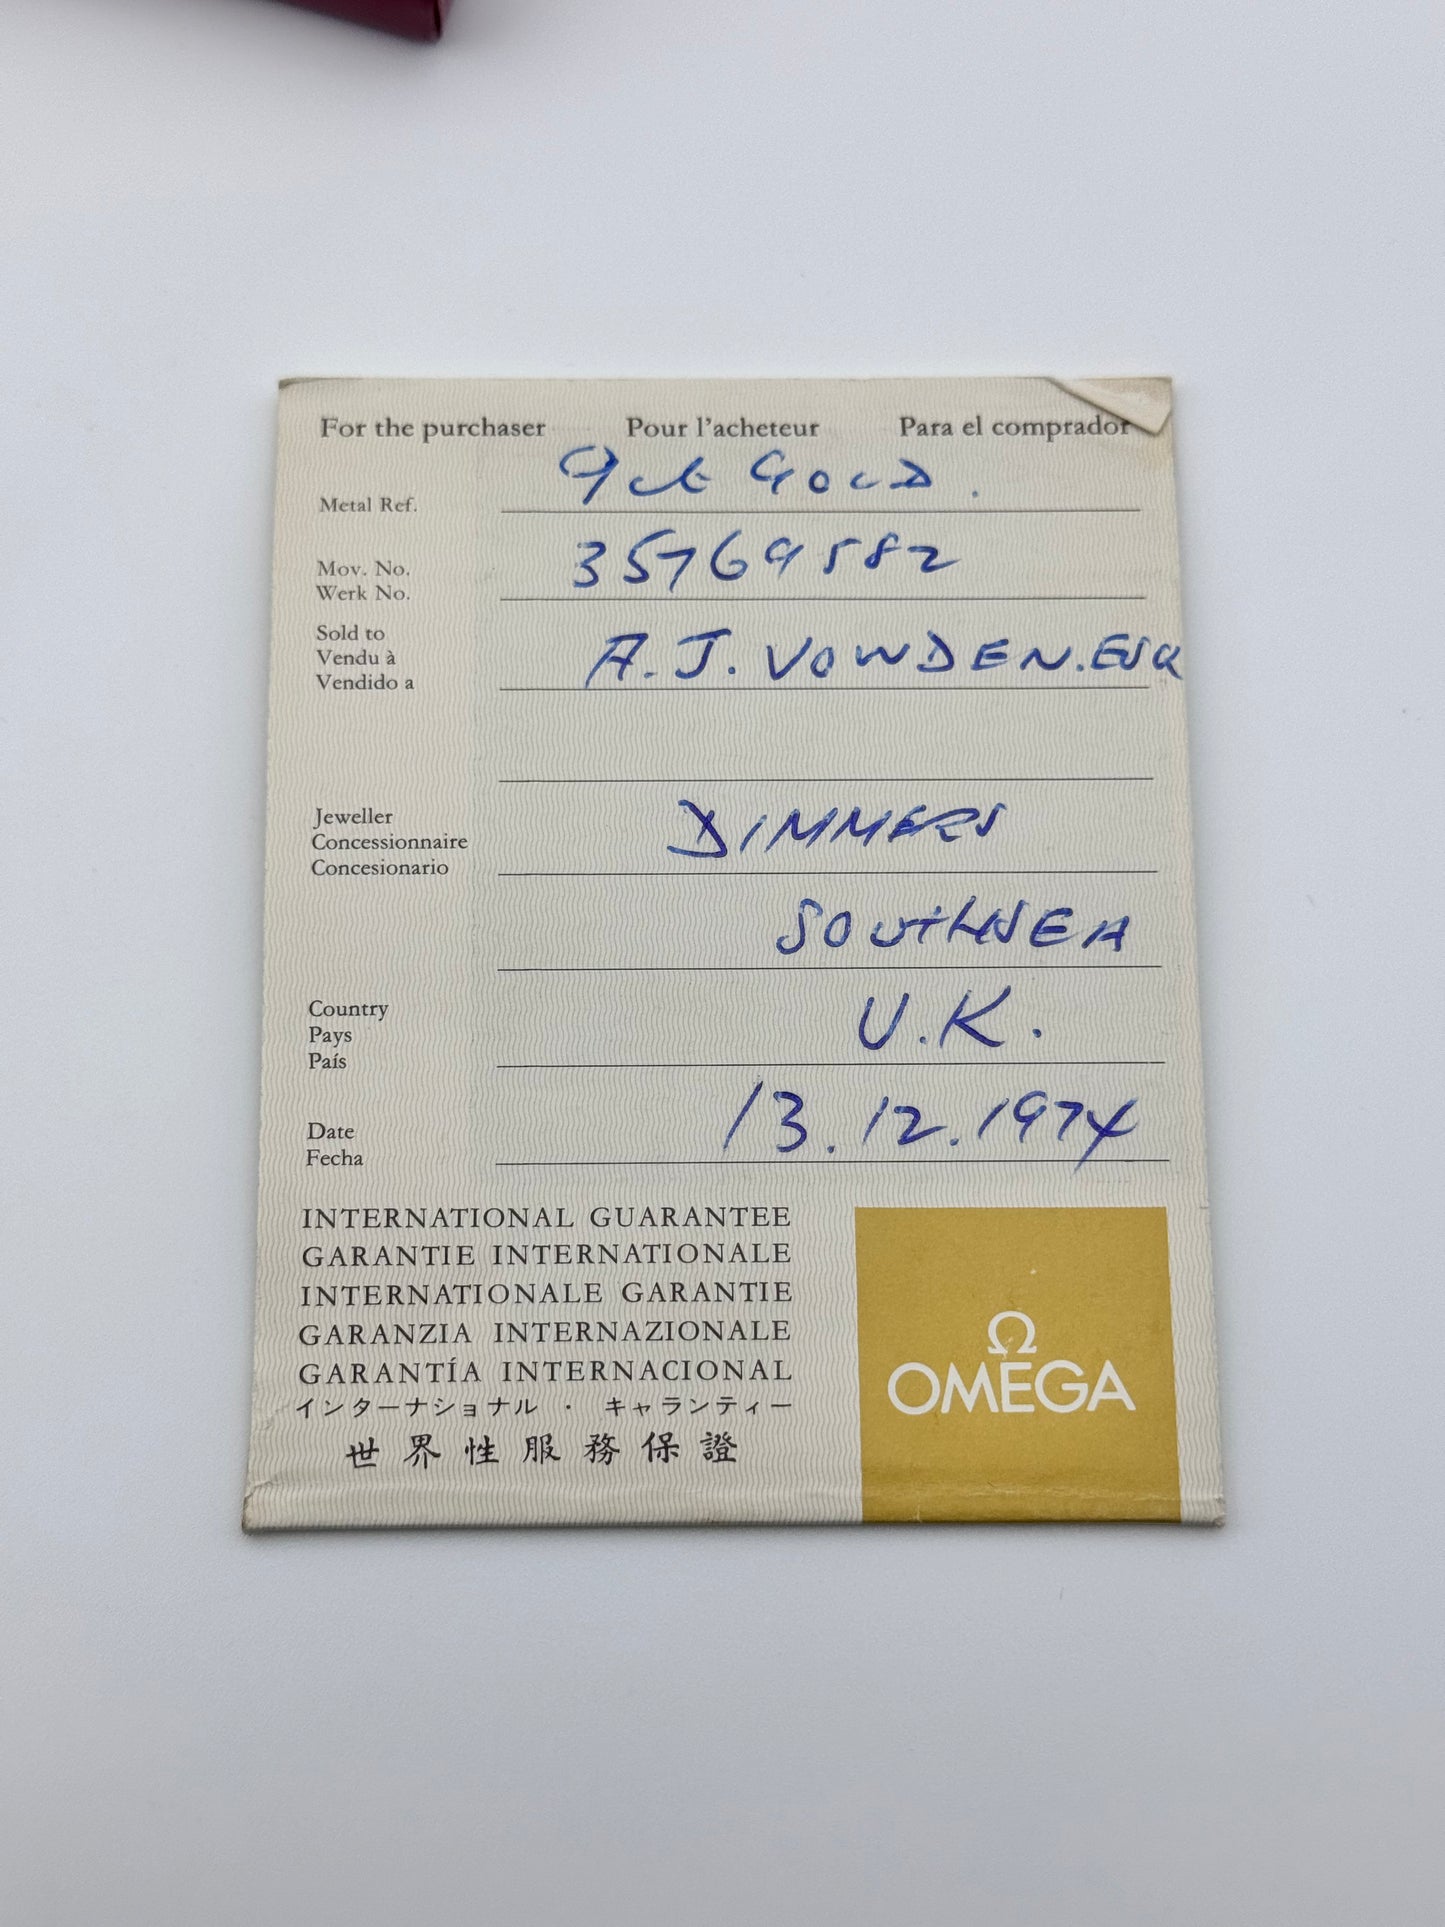 For the purchaser Pour l'acheteur Para el comprador
Metal Ref. 9ct GOLD.
Mov. No.
Werk No. 35769582
Sold to
Vendu à
Vendido a A. J. VOWDEN. ESQ
Jeweller
Concessionnaire
Concesionario DIMMERS
SOUTHSEA
Country
Pays
País U.K.
Date
Fecha 13.12.1974
INTERNATIONAL GUARANTEE
GARANTIE INTERNATIONALE
INTERNATIONALE GARANTIE
GARANZIA INTERNAZIONALE
GARANTÍA INTERNACIONAL
インターナショナル・キャランティー
世界性服務保證
Ω
OMEGA